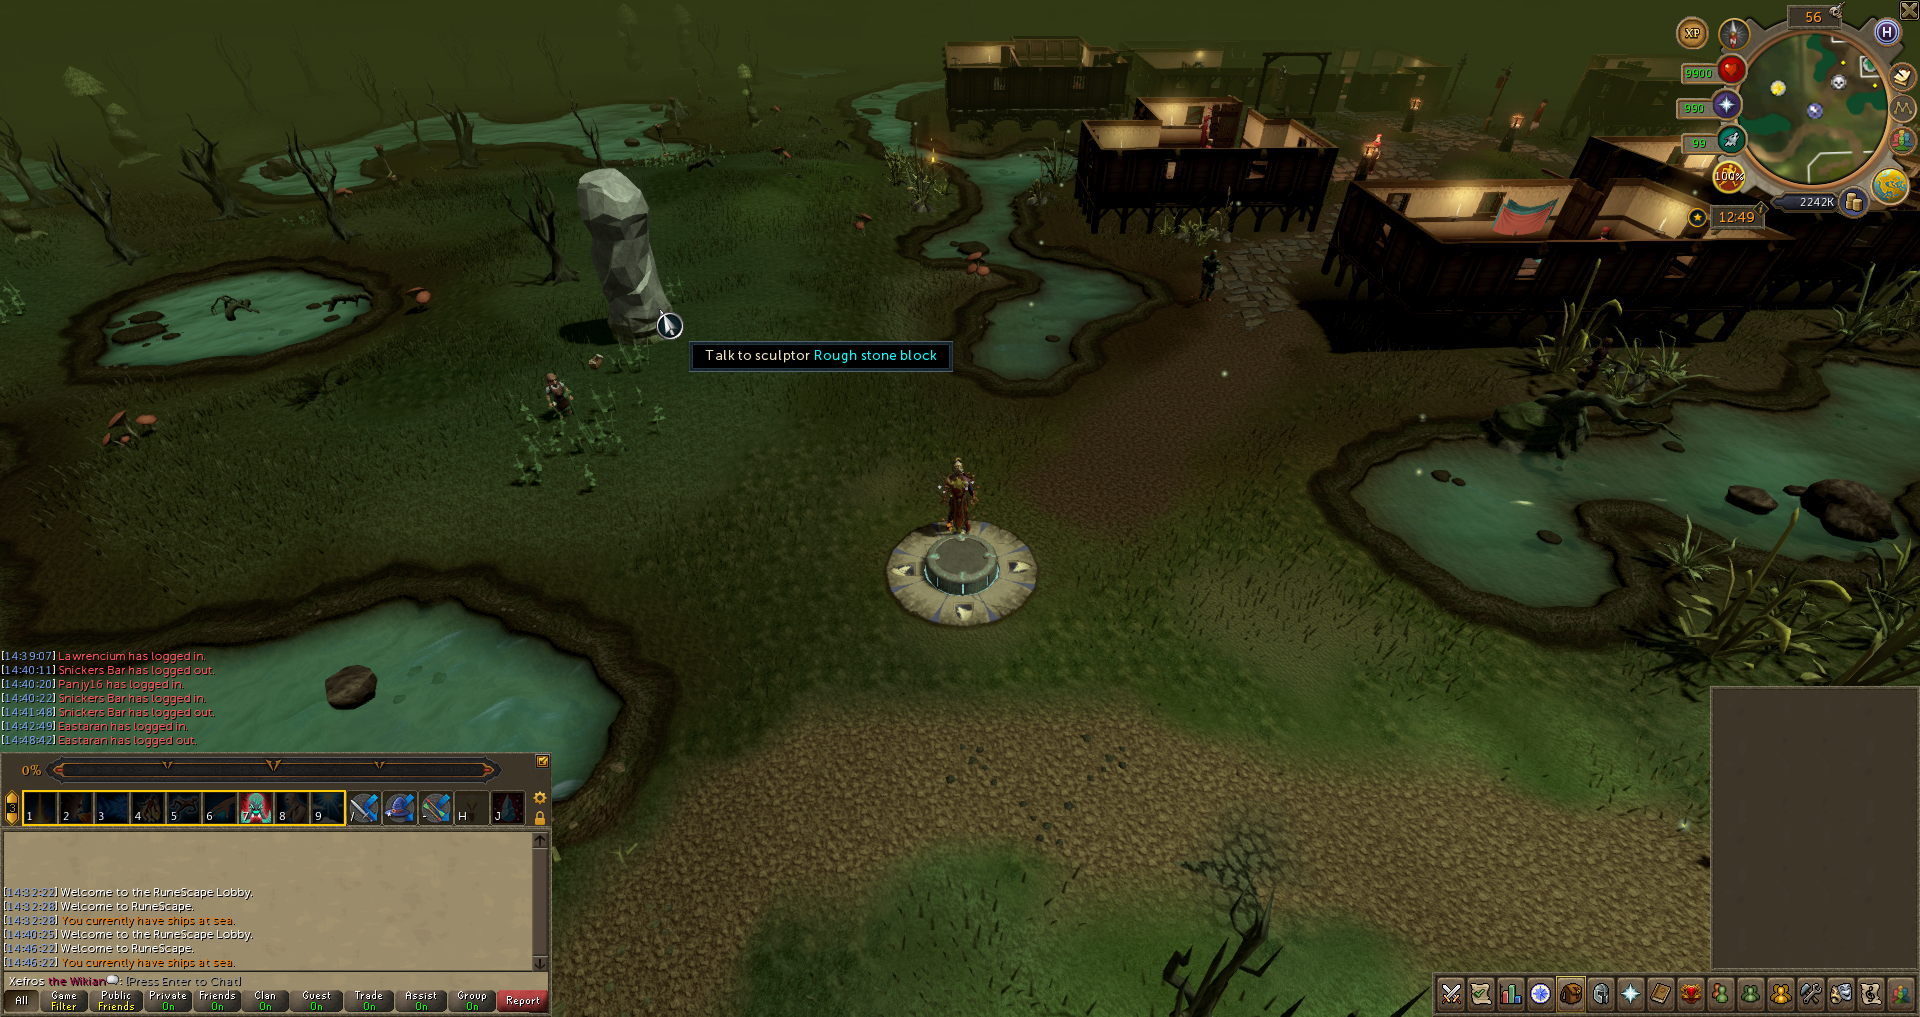 56
XP
N
H
9900
990
99
100%
2242K
12:49
Talk to sculptor Rough stone block
[14:39:07] Lawrencium has logged in.
[14:40:11] Snickers Bar has logged out.
[14:40:20] Panjy16 has logged in.
[14:40:22] Snickers Bar has logged in.
[14:41:48] Snickers Bar has logged out.
[14:42:49] Eastaran has logged in.
[14:48:42] Eastaran has logged out.
0%
3 1 2 3 4 5 6 7 8 9 / * - H J
[14:32:22] Welcome to the RuneScape Lobby.
[14:32:28] Welcome to RuneScape.
[14:32:28] You currently have ships at sea.
[14:40:25] Welcome to the RuneScape Lobby.
[14:46:22] Welcome to RuneScape.
[14:46:22] You currently have ships at sea.
Xefros the Wikian: [Press Enter to Chat]
All Game Public Private Friends Clan Guest Trade Assist Group Report
Filter Friends On On On On On On On